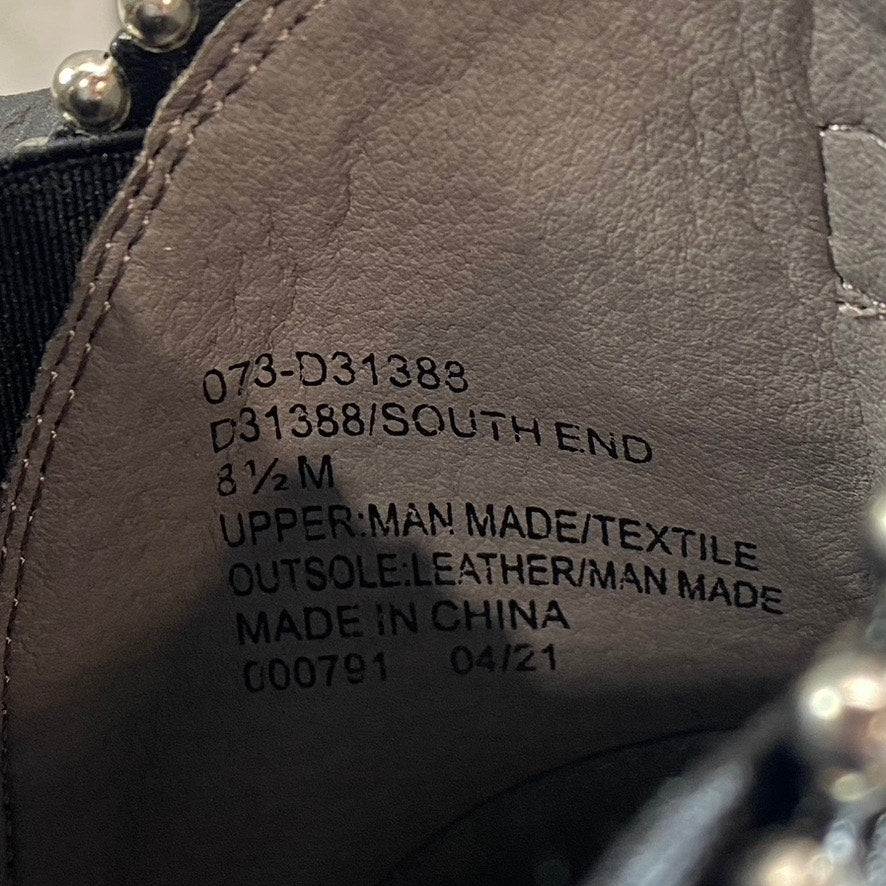 073-D31388
D31388/SOUTH END
8 ½ M
UPPER:MAN MADE/TEXTILE
OUTSOLE:LEATHER/MAN MADE
MADE IN CHINA
000791 04/21